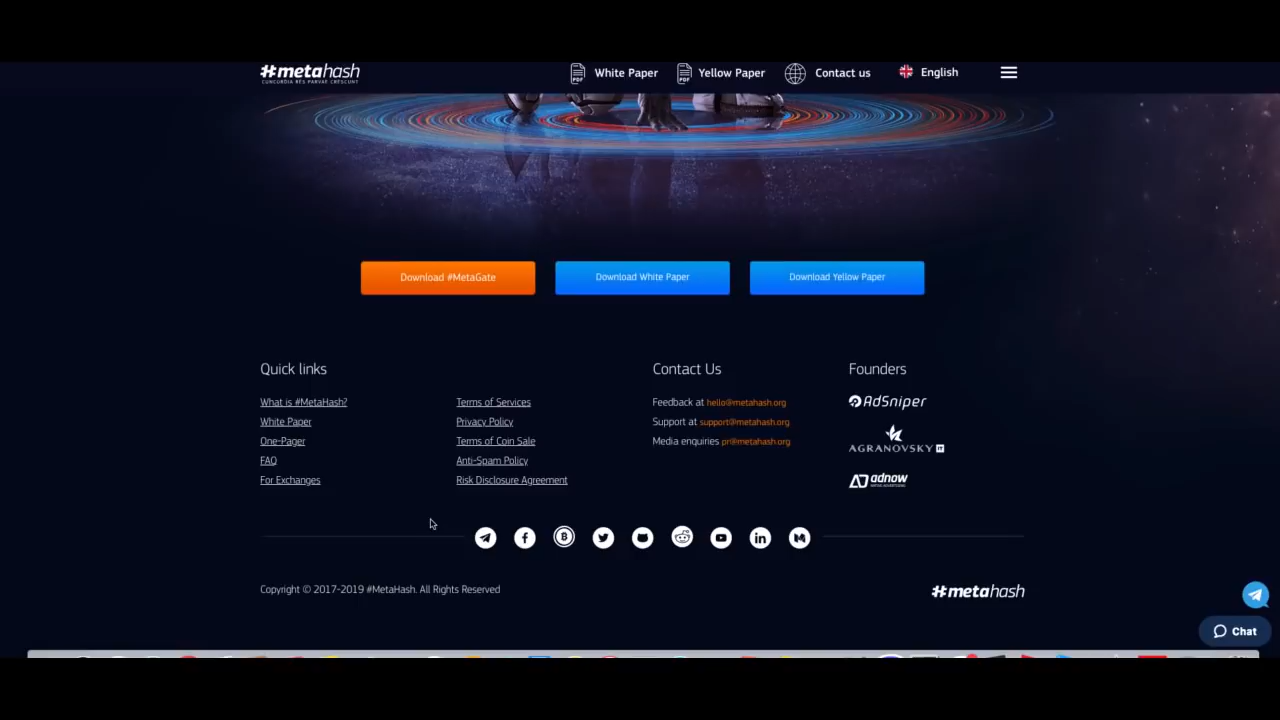 #metahash
CONCORDIA RES PARVAE CRESCUNT
PDF White Paper
PDF Yellow Paper
Contact us
English
Download #MetaGate
Download White Paper
Download Yellow Paper
Quick links
What is #MetaHash?
White Paper
One-Pager
FAQ
For Exchanges
Terms of Services
Privacy Policy
Terms of Coin Sale
Anti-Spam Policy
Risk Disclosure Agreement
Contact Us
Feedback at hello@metahash.org
Support at support@metahash.org
Media enquiries pr@metahash.org
Founders
AdSniper
AGRANOVSKY IT
adnow
Copyright © 2017-2019 #MetaHash. All Rights Reserved
#metahash
Chat